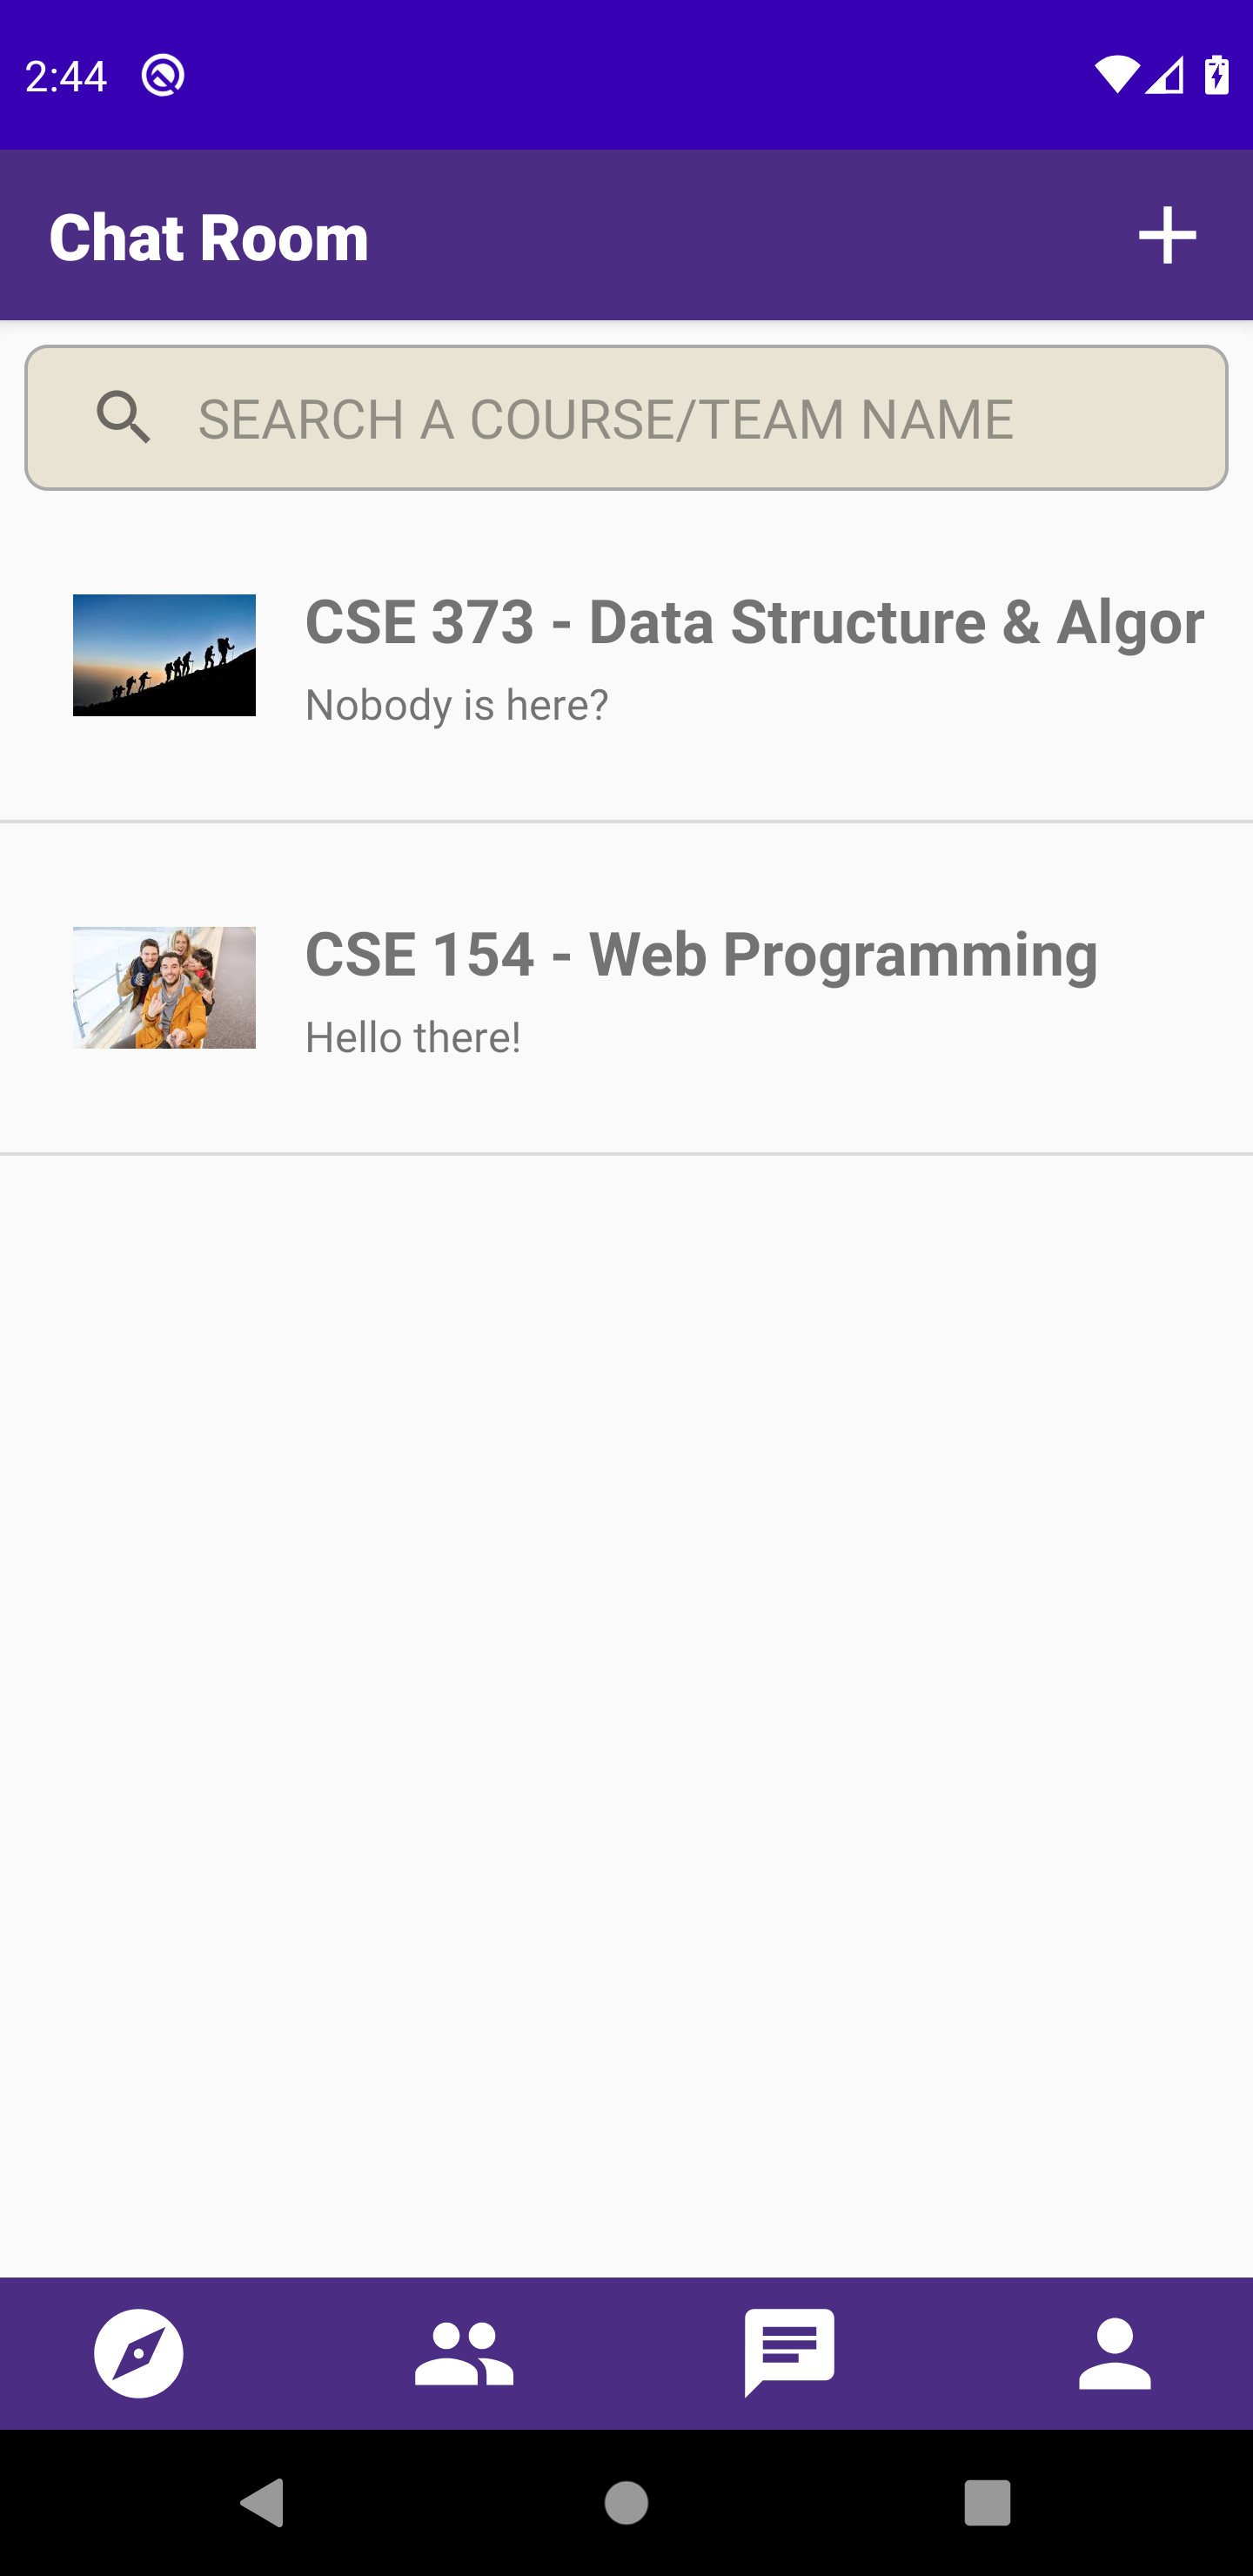 2:44
Chat Room
SEARCH A COURSE/TEAM NAME
CSE 373 - Data Structure & Algor
Nobody is here?
CSE 154 - Web Programming
Hello there!